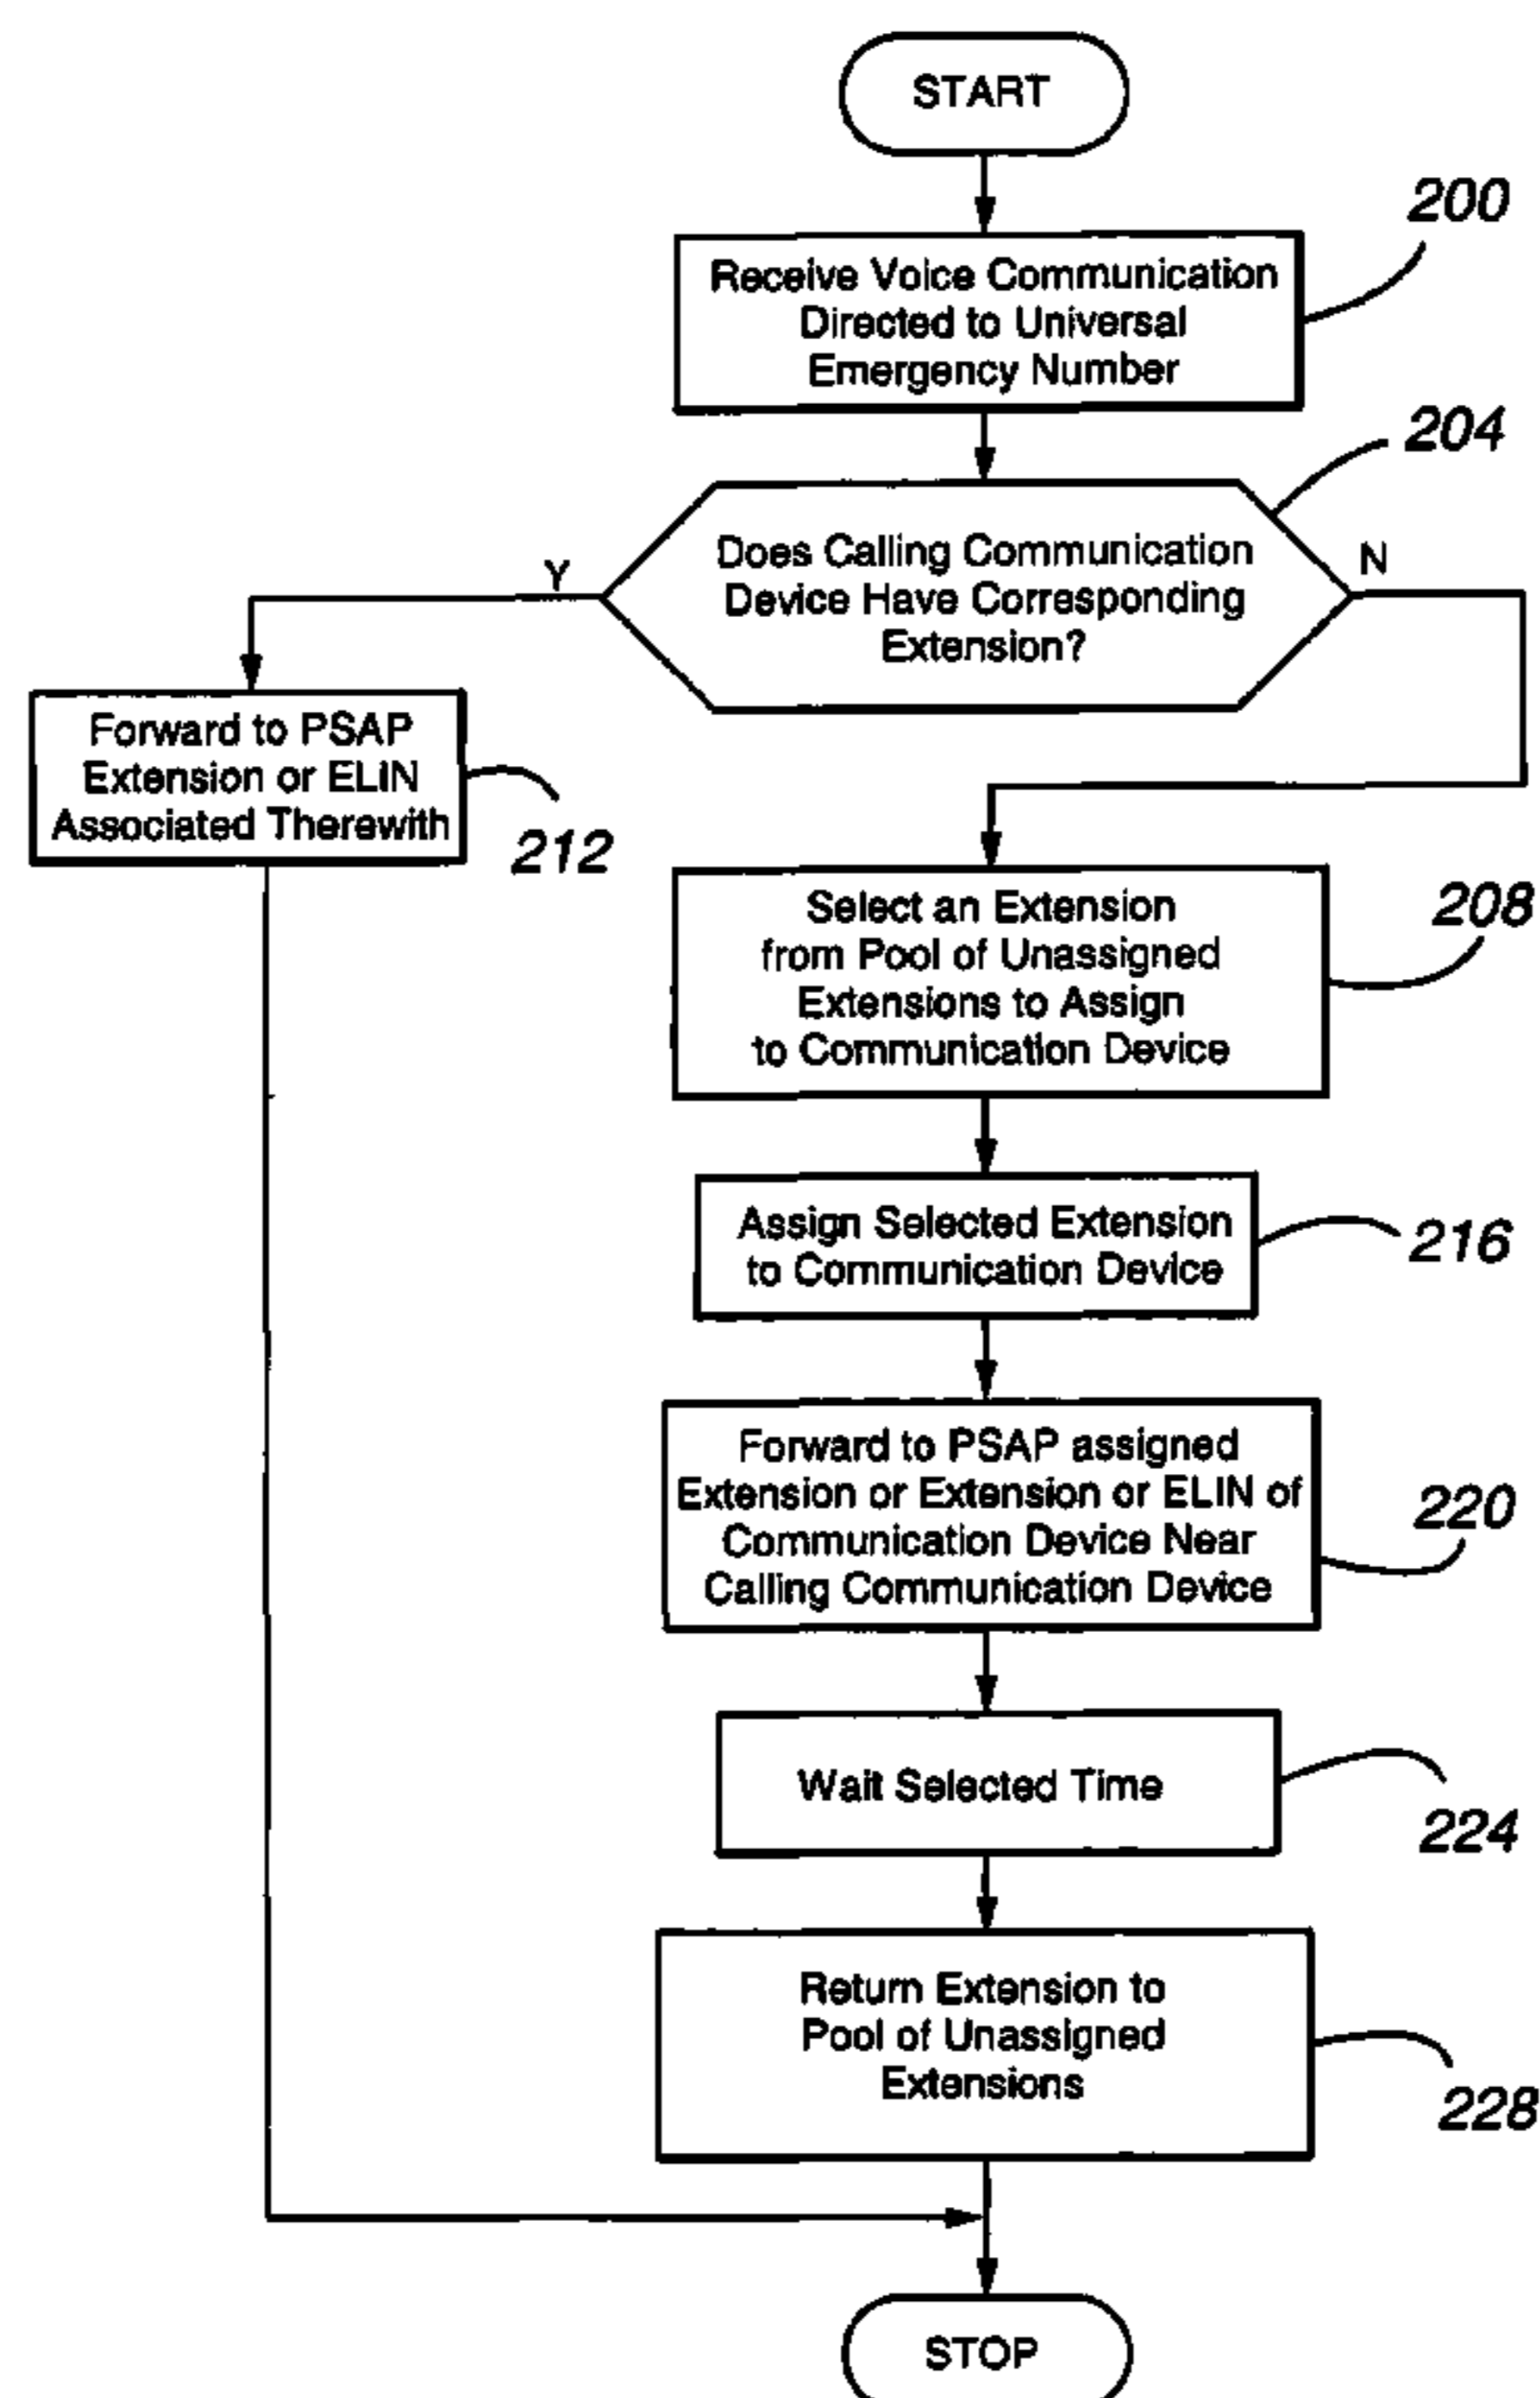 START
200
Receive Voice Communication
Directed to Universal
Emergency Number
204
Does Calling Communication
Device Have Corresponding
Extension?
Y
N
Forward to PSAP
Extension or ELIN
Associated Therewith
212
Select an Extension
from Pool of Unassigned
Extensions to Assign
to Communication Device
208
Assign Selected Extension
to Communication Device
216
Forward to PSAP assigned
Extension or Extension or ELIN of
Communication Device Near
Calling Communication Device
220
Wait Selected Time
224
Return Extension to
Pool of Unassigned
Extensions
228
STOP